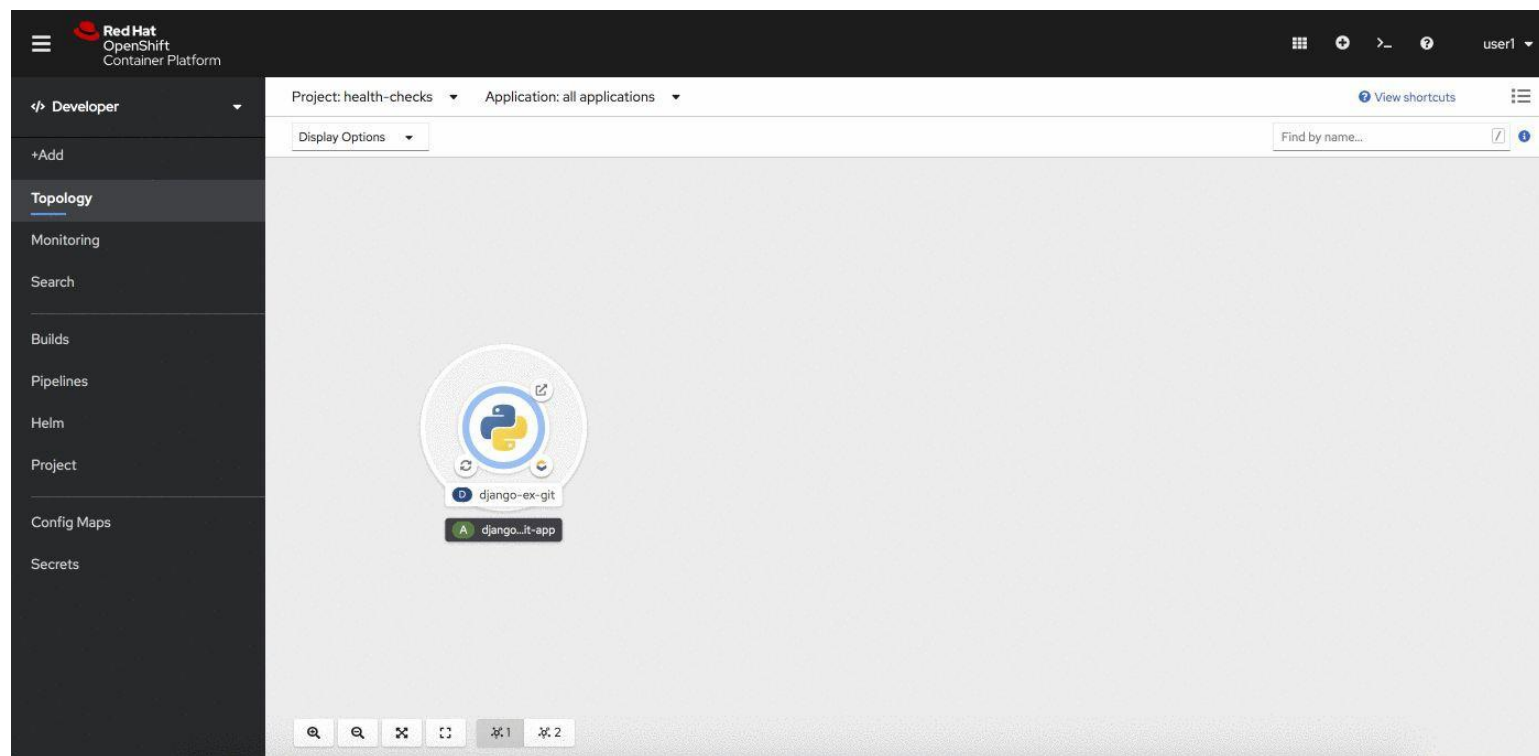 Red Hat
OpenShift
Container Platform
>_
user1
</> Developer
Project: health-checks
Application: all applications
View shortcuts
Display Options
Find by name...
/
+Add
Topology
Monitoring
Search
Builds
Pipelines
Helm
Project
Config Maps
Secrets
D django-ex-git
A django...it-app
1
2